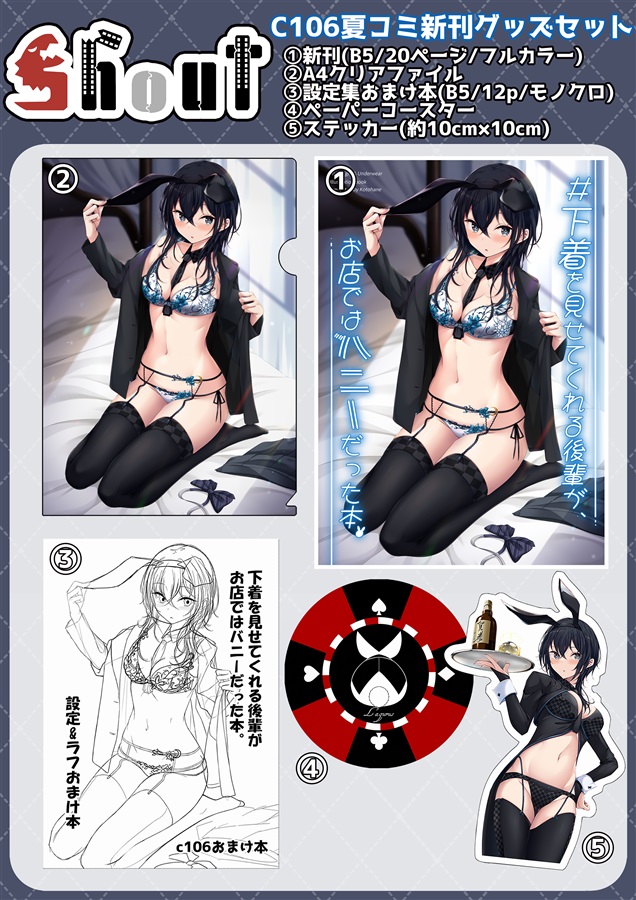 Shout
C106夏コミ新刊グッズセット
①新刊(B5/20ページ/フルカラー)
②A4クリアファイル
③設定集おまけ本(B5/12p/モノクロ)
④ペーパーコースター
⑤ステッカー(約10cm×10cm)
②
①
Underwear
by Kotohane
#下着を見せてくれる後輩が、
お店ではバニーだった本。
③
下着を見せてくれる後輩が
お店ではバニーだった本。
設定&ラフおまけ本
c106おまけ本
④
⑤